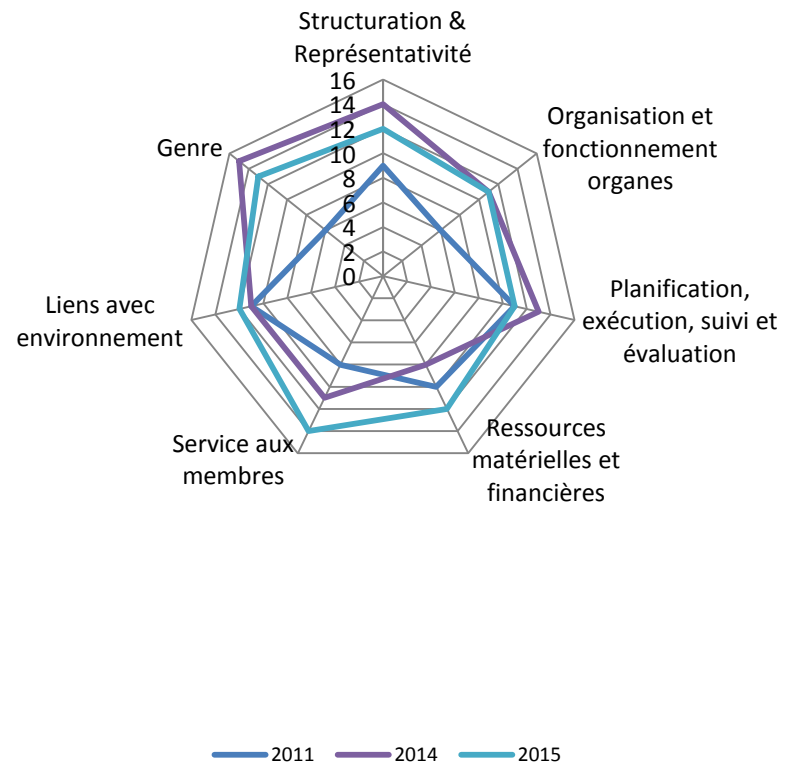 Structuration &
Représentativité
16
14
12
10
8
6
4
2
0
Organisation et
fonctionnement
organes
Planification,
exécution, suivi et
évaluation
Ressources
matérielles et
financières
Service aux
membres
Liens avec
environnement
Genre
2011
2014
2015